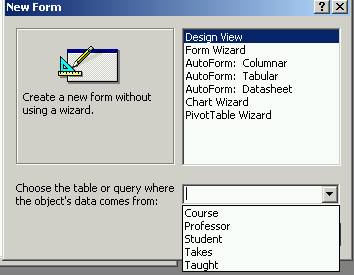 New Form
Design View
Form Wizard
AutoForm: Columnar
AutoForm: Tabular
AutoForm: Datasheet
Chart Wizard
PivotTable Wizard
Create a new form without
using a wizard.
Choose the table or query where
the object's data comes from:
Course
Professor
Student
Takes
Taught